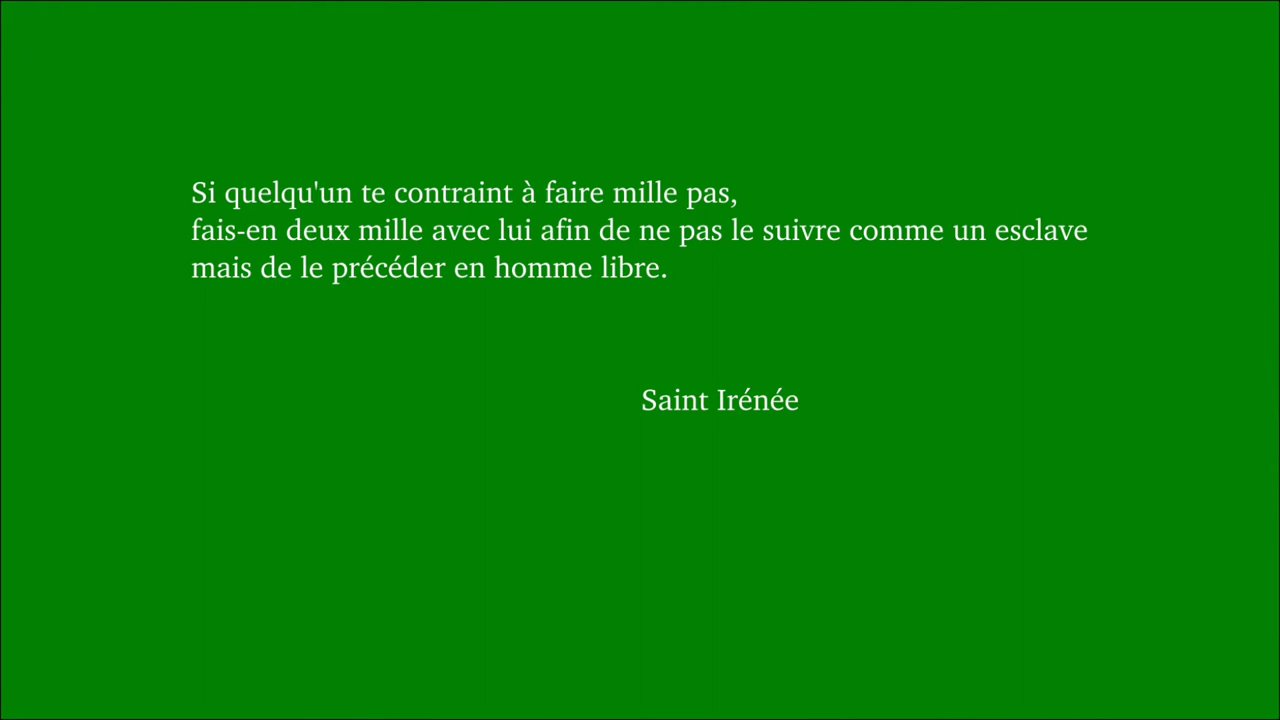 Si quelqu'un te contraint à faire mille pas,
fais-en deux mille avec lui afin de ne pas le suivre comme un esclave
mais de le précéder en homme libre.
Saint Irénée